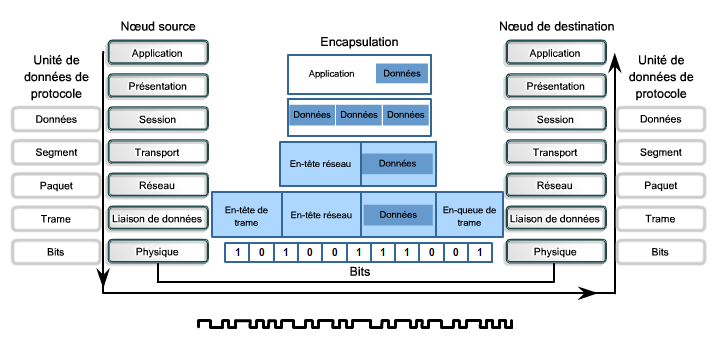 Nœud source
Nœud de destination
Unité de
données de
protocole
Encapsulation
Unité de
données de
protocole
Application
Application
Données
Application
Présentation
Présentation
Données
Session
Données
Données
Données
Session
Données
Segment
Transport
En-tête réseau
Données
Transport
Segment
Paquet
Réseau
Réseau
Paquet
Trame
Liaison de données
En-tête de
trame
En-tête réseau
Données
En-queue de
trame
Liaison de données
Trame
Bits
Physique
1 0 1 0 0 1 1 1 0 0 1
Physique
Bits
Bits